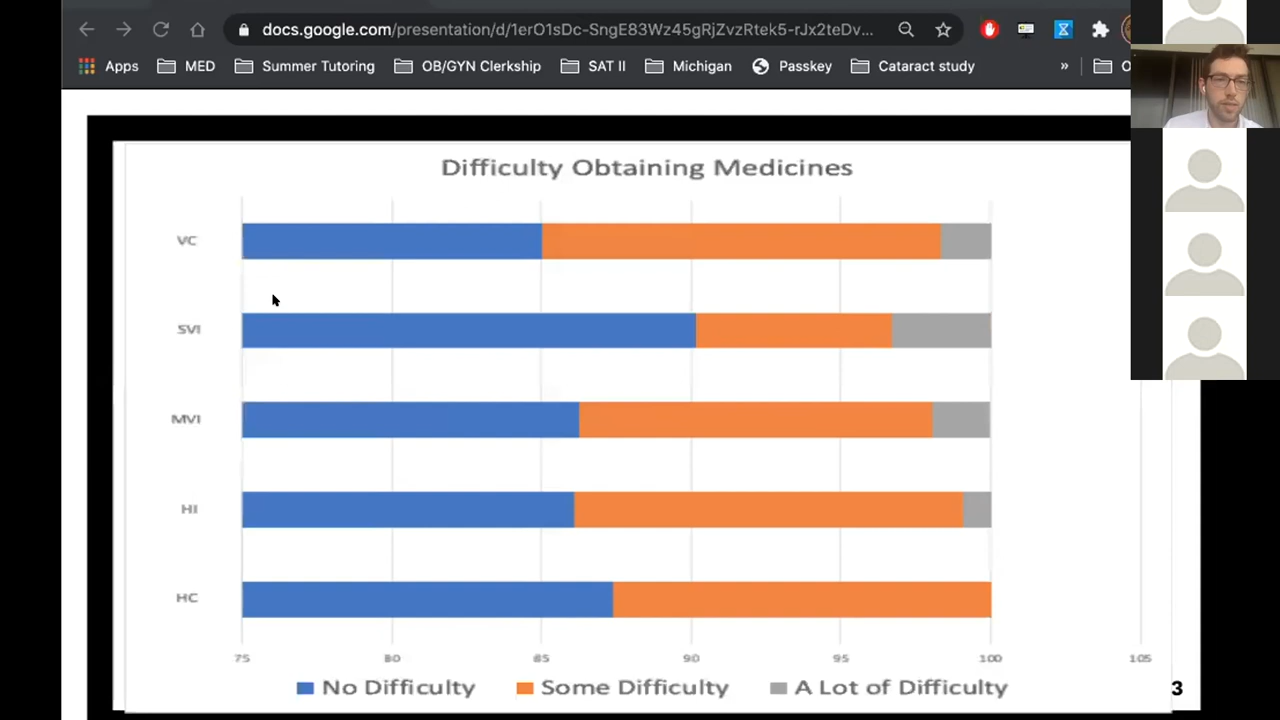 docs.google.com/presentation/d/1erO1sDc-SngE83Wz45gRjZvzRtek5-rJx2teDv...
Apps MED Summer Tutoring OB/GYN Clerkship SAT II Michigan Passkey Cataract study » O
Difficulty Obtaining Medicines
VC
SVI
MVI
HI
HC
75 80 85 90 95 100 105
No Difficulty Some Difficulty A Lot of Difficulty
3